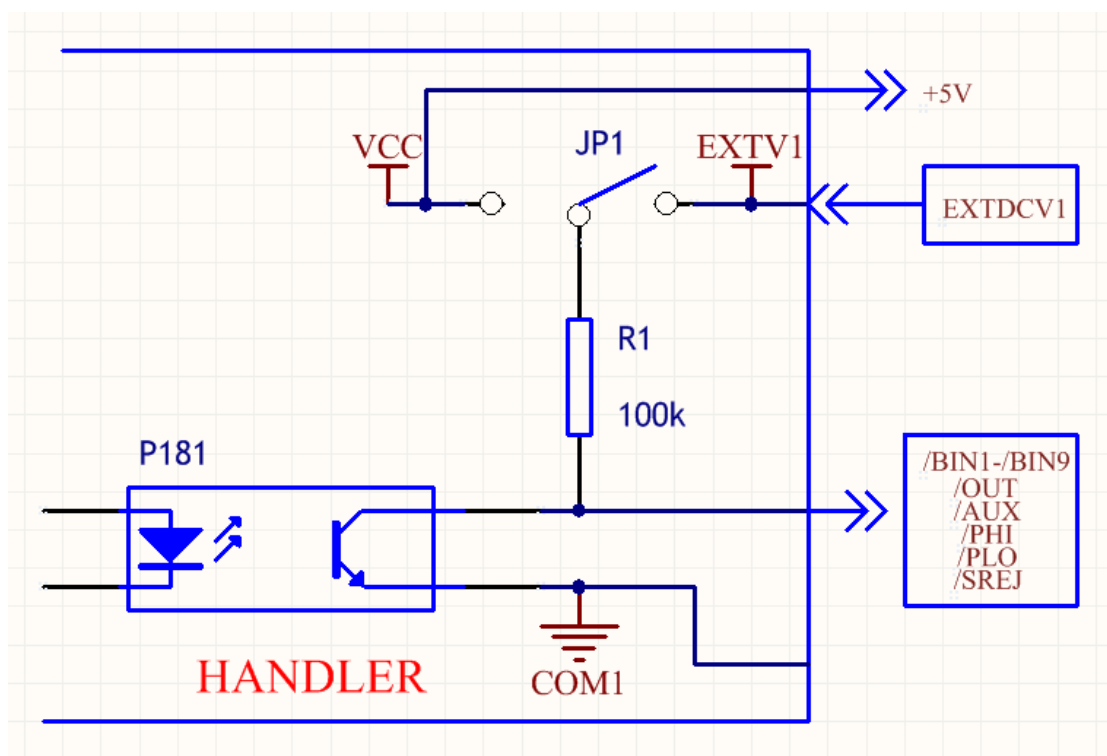 +5V
VCC
JP1
EXTV1
EXTDCV1
R1
100k
P181
/BIN1-/BIN9
/OUT
/AUX
/PHI
/PLO
/SREJ
HANDLER
COM1